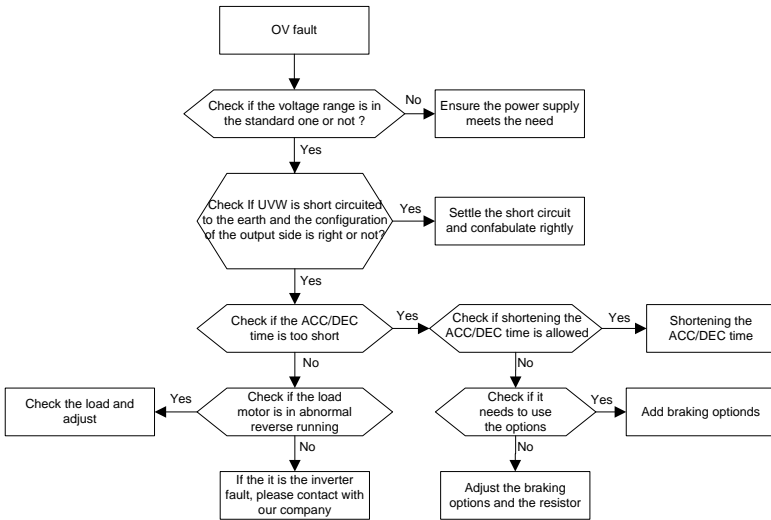 OV fault
Check if the voltage range is in
the standard one or not ?
No
Ensure the power supply
meets the need
Yes
Check If UVW is short circuited
to the earth and the configuration
of the output side is right or not?
Yes
Settle the short circuit
and confabulate rightly
Yes
Check if the ACC/DEC
time is too short
Yes
Check if shortening the
ACC/DEC time is allowed
Yes
Shortening the
ACC/DEC time
No
No
Check the load and
adjust
Yes
Check if the load
motor is in abnormal
reverse running
Check if it
needs to use
the options
Yes
Add braking optionds
No
No
If the it is the inverter
fault, please contact with
our company
Adjust the braking
options and the resistor